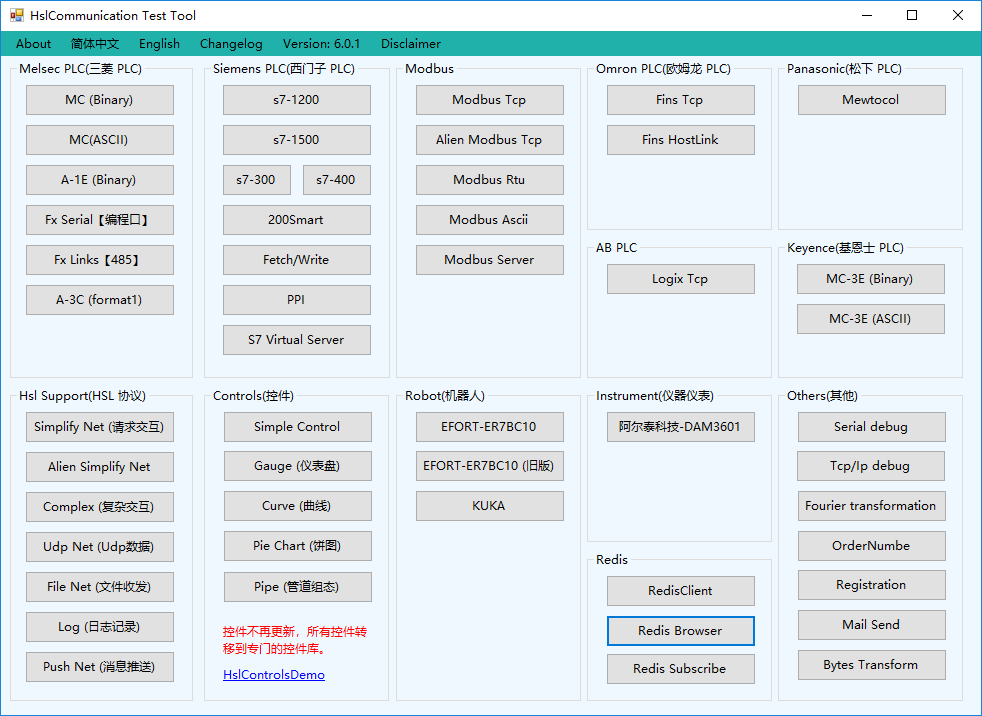 HslCommunication Test Tool
About 简体中文 English Changelog Version: 6.0.1 Disclaimer
Melsec PLC(三菱 PLC)
MC (Binary)
MC(ASCII)
A-1E (Binary)
Fx Serial【编程口】
Fx Links【485】
A-3C (format1)
Siemens PLC(西门子 PLC)
s7-1200
s7-1500
s7-300 s7-400
200Smart
Fetch/Write
PPI
S7 Virtual Server
Modbus
Modbus Tcp
Alien Modbus Tcp
Modbus Rtu
Modbus Ascii
Modbus Server
Omron PLC(欧姆龙 PLC)
Fins Tcp
Fins HostLink
Panasonic(松下 PLC)
Mewtocol
AB PLC
Logix Tcp
Keyence(基恩士 PLC)
MC-3E (Binary)
MC-3E (ASCII)
Hsl Support(HSL 协议)
Simplify Net (请求交互)
Alien Simplify Net
Complex (复杂交互)
Udp Net (Udp数据)
File Net (文件收发)
Log (日志记录)
Push Net (消息推送)
Controls(控件)
Simple Control
Gauge (仪表盘)
Curve (曲线)
Pie Chart (饼图)
Pipe (管道组态)
控件不再更新，所有控件转
移到专门的控件库。
HslControlsDemo
Robot(机器人)
EFORT-ER7BC10
EFORT-ER7BC10 (旧版)
KUKA
Instrument(仪器仪表)
阿尔泰科技-DAM3601
Redis
RedisClient
Redis Browser
Redis Subscribe
Others(其他)
Serial debug
Tcp/Ip debug
Fourier transformation
OrderNumbe
Registration
Mail Send
Bytes Transform